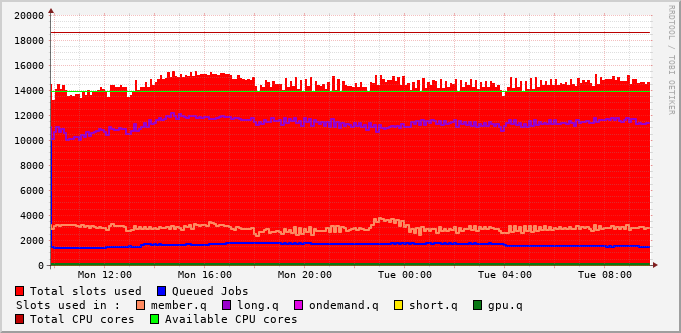 RRDTOOL / TOBI OETIKER
20000
18000
16000
14000
12000
10000
8000
6000
4000
2000
0
Mon 12:00 Mon 16:00 Mon 20:00 Tue 00:00 Tue 04:00 Tue 08:00
Total slots used Queued Jobs
Slots used in : member.q long.q ondemand.q short.q gpu.q
Total CPU cores Available CPU cores